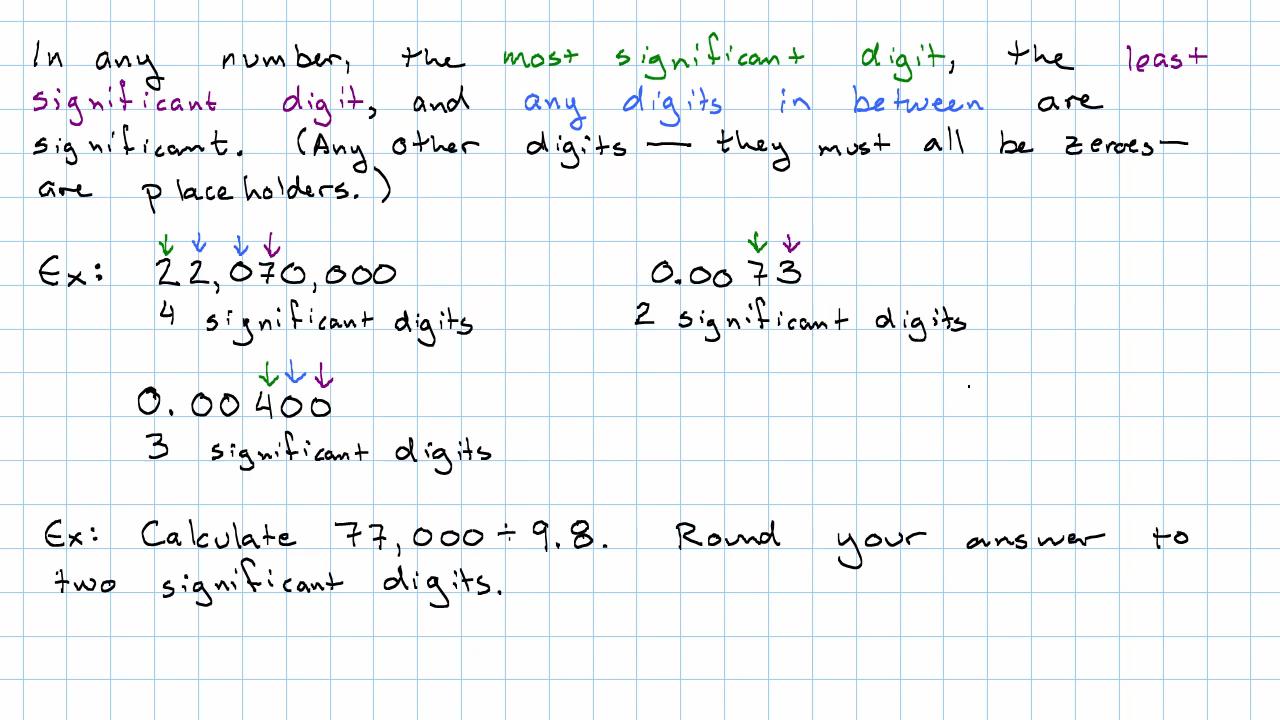 In any number, the most significant digit, the least
significant digit, and any digits in between are
significant. (Any other digits — they must all be zeroes —
are placeholders.)
Ex: 22,070,000
4 significant digits
0.0073
2 significant digits
0.00400
3 significant digits
Ex: Calculate 77,000 ÷ 9.8. Round your answer to
two significant digits.